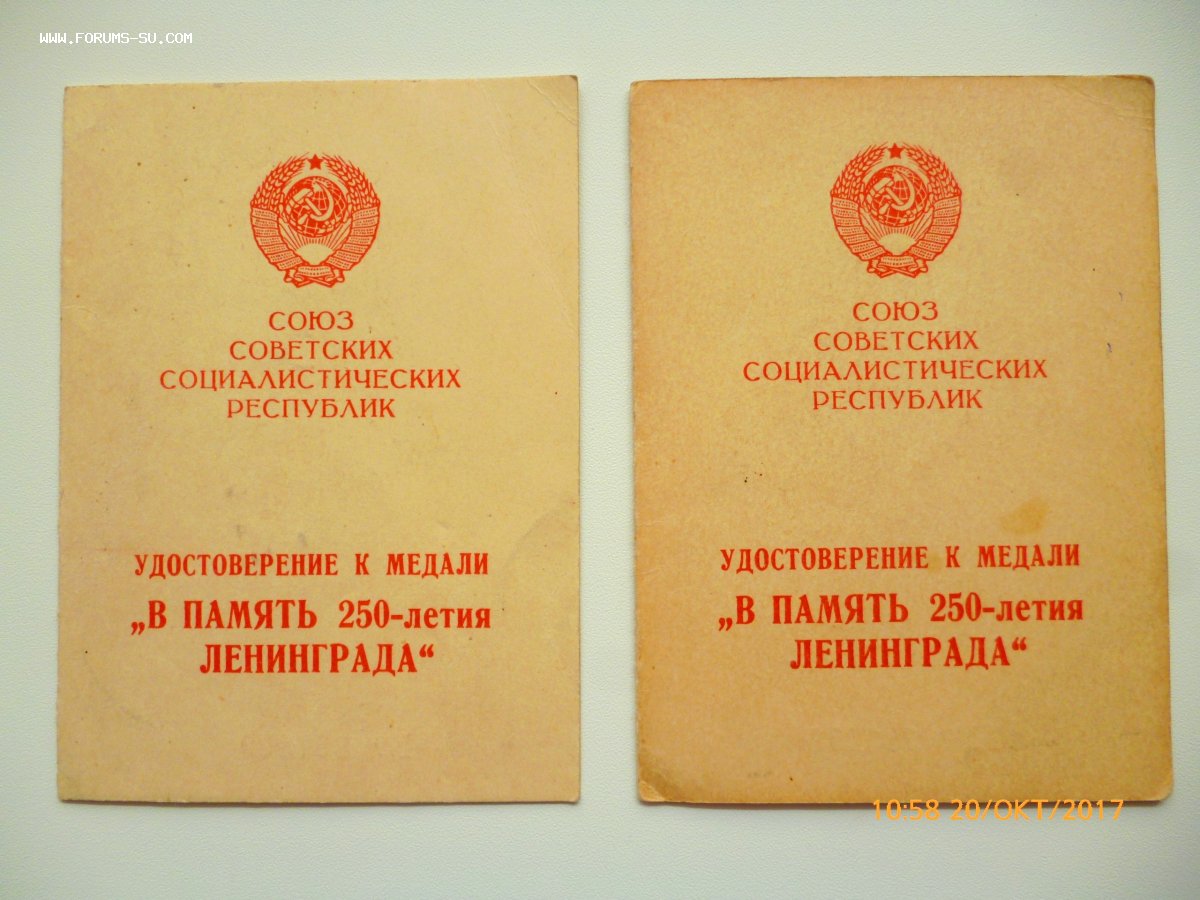 WWW.FORUMS-SU.COM
СОЮЗ
СОВЕТСКИХ
СОЦИАЛИСТИЧЕСКИХ
РЕСПУБЛИК
УДОСТОВЕРЕНИЕ К МЕДАЛИ
„В ПАМЯТЬ 250-летия
ЛЕНИНГРАДА“
СОЮЗ
СОВЕТСКИХ
СОЦИАЛИСТИЧЕСКИХ
РЕСПУБЛИК
УДОСТОВЕРЕНИЕ К МЕДАЛИ
„В ПАМЯТЬ 250-летия
ЛЕНИНГРАДА“
10:58 20/ОКТ/2017